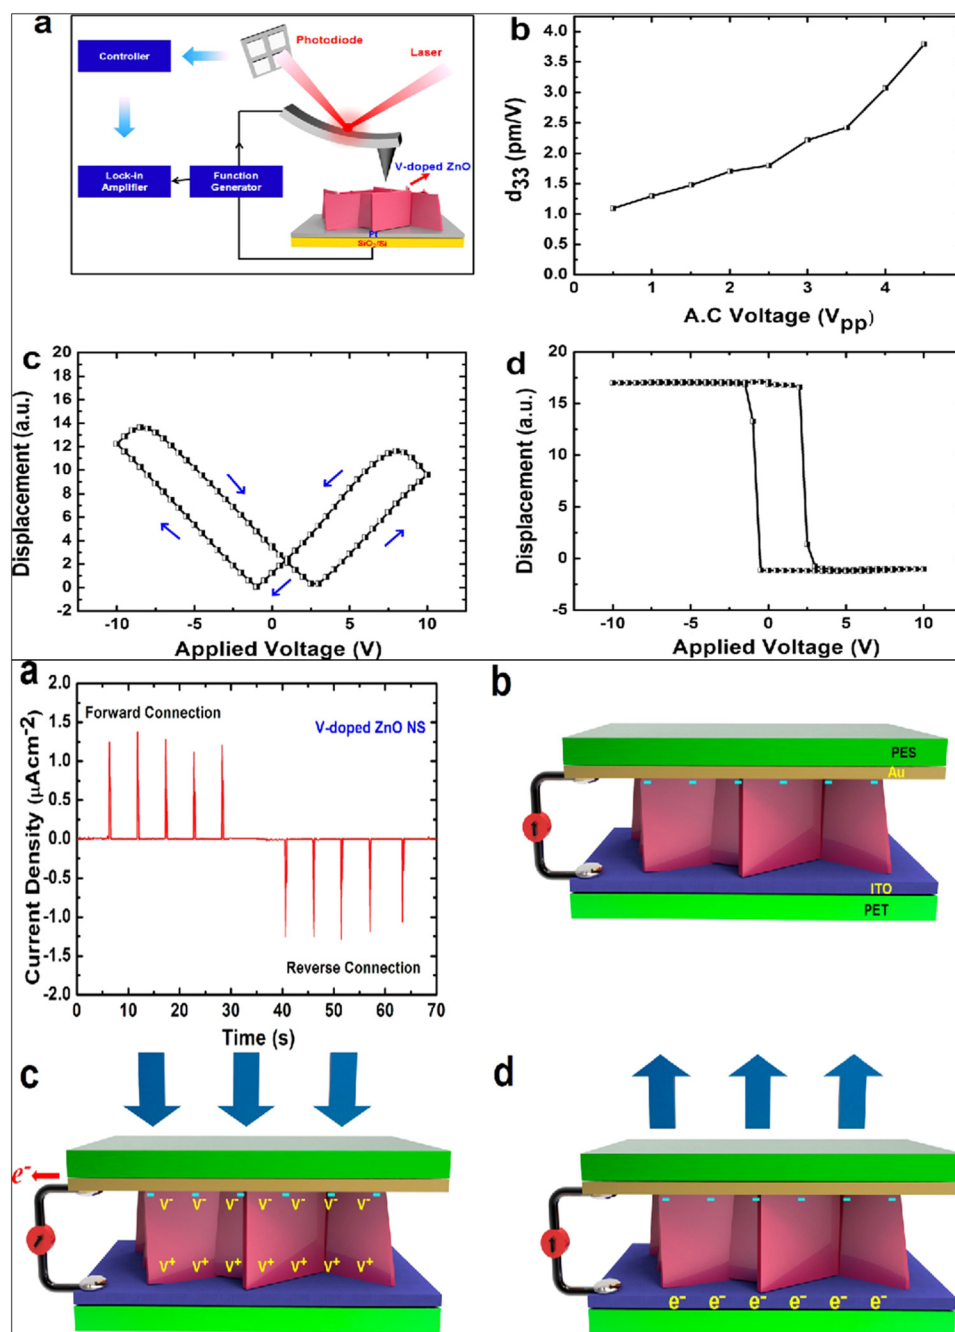 a
Photodiode
Laser
Controller
Lock-in
Amplifier
Function
Generator
V-doped ZnO
Pt
SiO2/Si
b
d33 (pm/V)
4.0
3.5
3.0
2.5
2.0
1.5
1.0
0.5
0.0
0 1 2 3 4
A.C Voltage (Vpp)
c
Displacement (a.u.)
20
18
16
14
12
10
8
6
4
2
0
-2
-10 -5 0 5 10
Applied Voltage (V)
d
Displacement (a.u.)
20
15
10
5
0
-5
-10 -5 0 5 10
Applied Voltage (V)
a
Current Density (µAcm-2)
2.0
1.5
1.0
0.5
0.0
-0.5
-1.0
-1.5
-2.0
Forward Connection
V-doped ZnO NS
Reverse Connection
0 10 20 30 40 50 60 70
Time (s)
b
PES
Au
ITO
PET
c
e-
V- V- V- V- V- V- V-
V+ V+ V+ V+ V+ V+ V+
d
e- e- e- e- e- e-